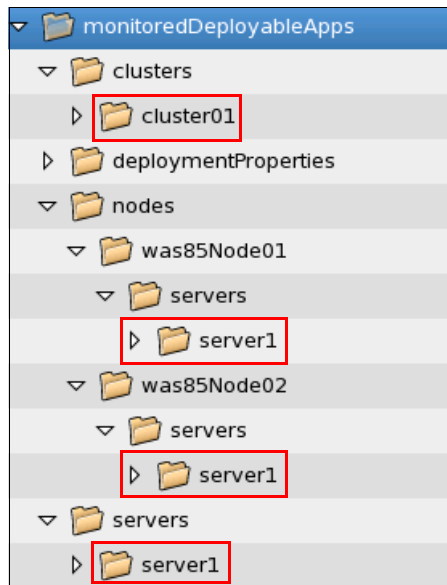 monitoredDeployableApps
clusters
cluster01
deploymentProperties
nodes
was85Node01
servers
server1
was85Node02
servers
server1
servers
server1